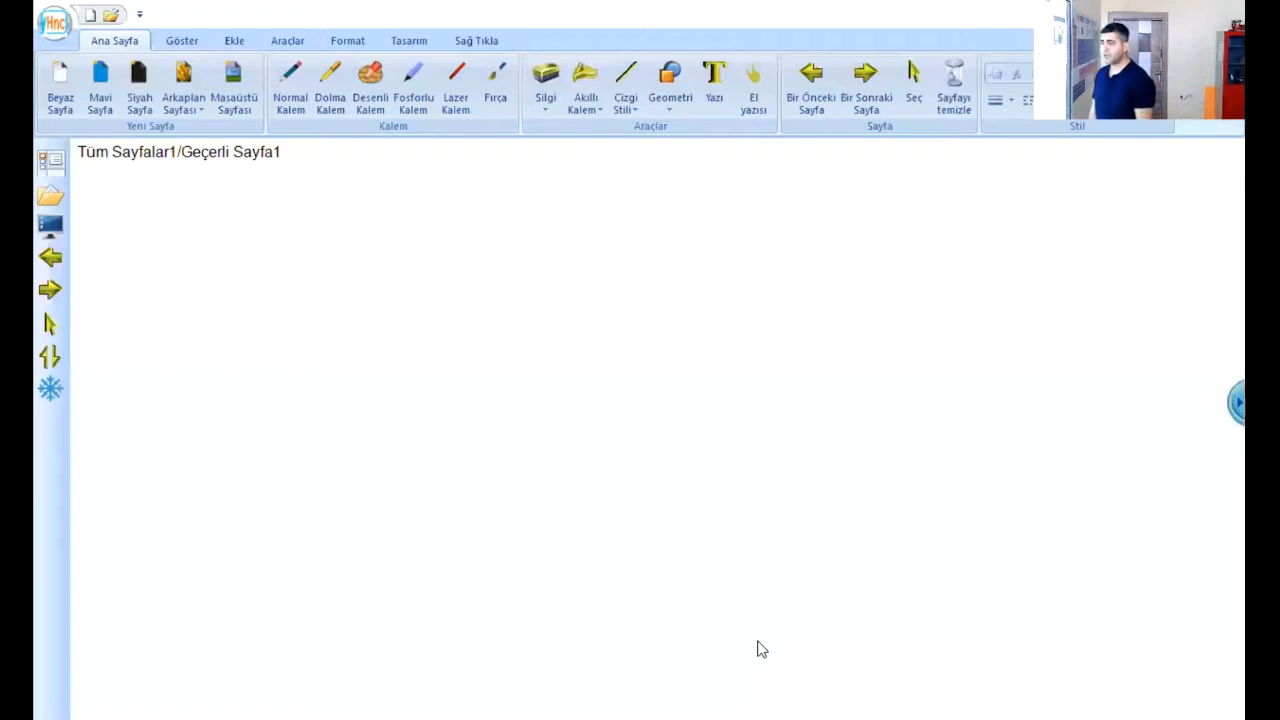 Hnc
Ana Sayfa Göster Ekle Araçlar Format Tasarım Sağ Tıkla
Beyaz Sayfa
Mavi Sayfa
Siyah Sayfa
Arkaplan Sayfası
Masaüstü Sayfası
Yeni Sayfa
Normal Kalem
Dolma Kalem
Desenli Kalem
Fosforlu Kalem
Lazer Kalem
Fırça
Kalem
Silgi
Akıllı Kalem
Çizgi Stili
Geometri
Yazı
El yazısı
Araçlar
Bir Önceki Sayfa
Bir Sonraki Sayfa
Seç
Sayfayı temizle
Sayfa
Stil
Tüm Sayfalar1/Geçerli Sayfa1